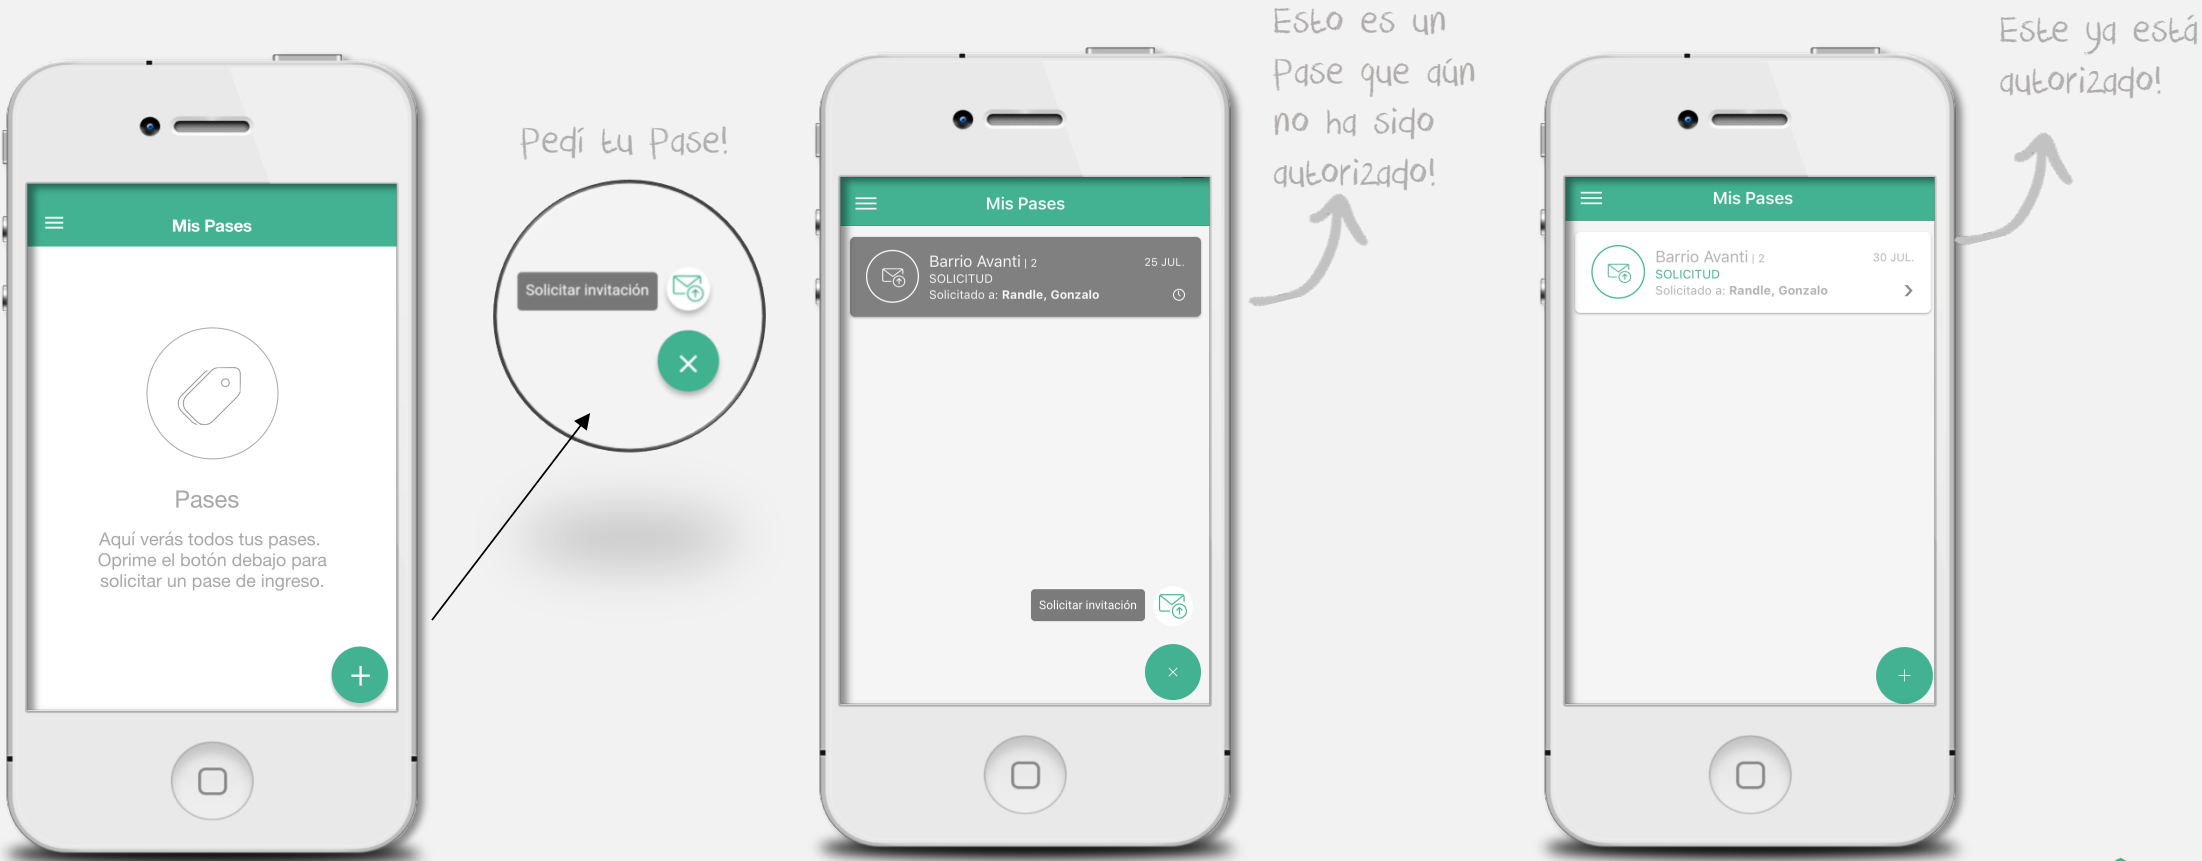 Mis Pases
Pases
Aquí verás todos tus pases.
Oprime el botón debajo para
solicitar un pase de ingreso.
Pedí tu Pase!
Solicitar invitación
Mis Pases
Barrio Avanti | 2
25 JUL.
SOLICITUD
Solicitado a: Randle, Gonzalo
Solicitar invitación
Esto es un
Pase que aún
no ha sido
autorizado!
Mis Pases
Barrio Avanti | 2
30 JUL.
SOLICITUD
Solicitado a: Randle, Gonzalo
Este ya está
autorizado!